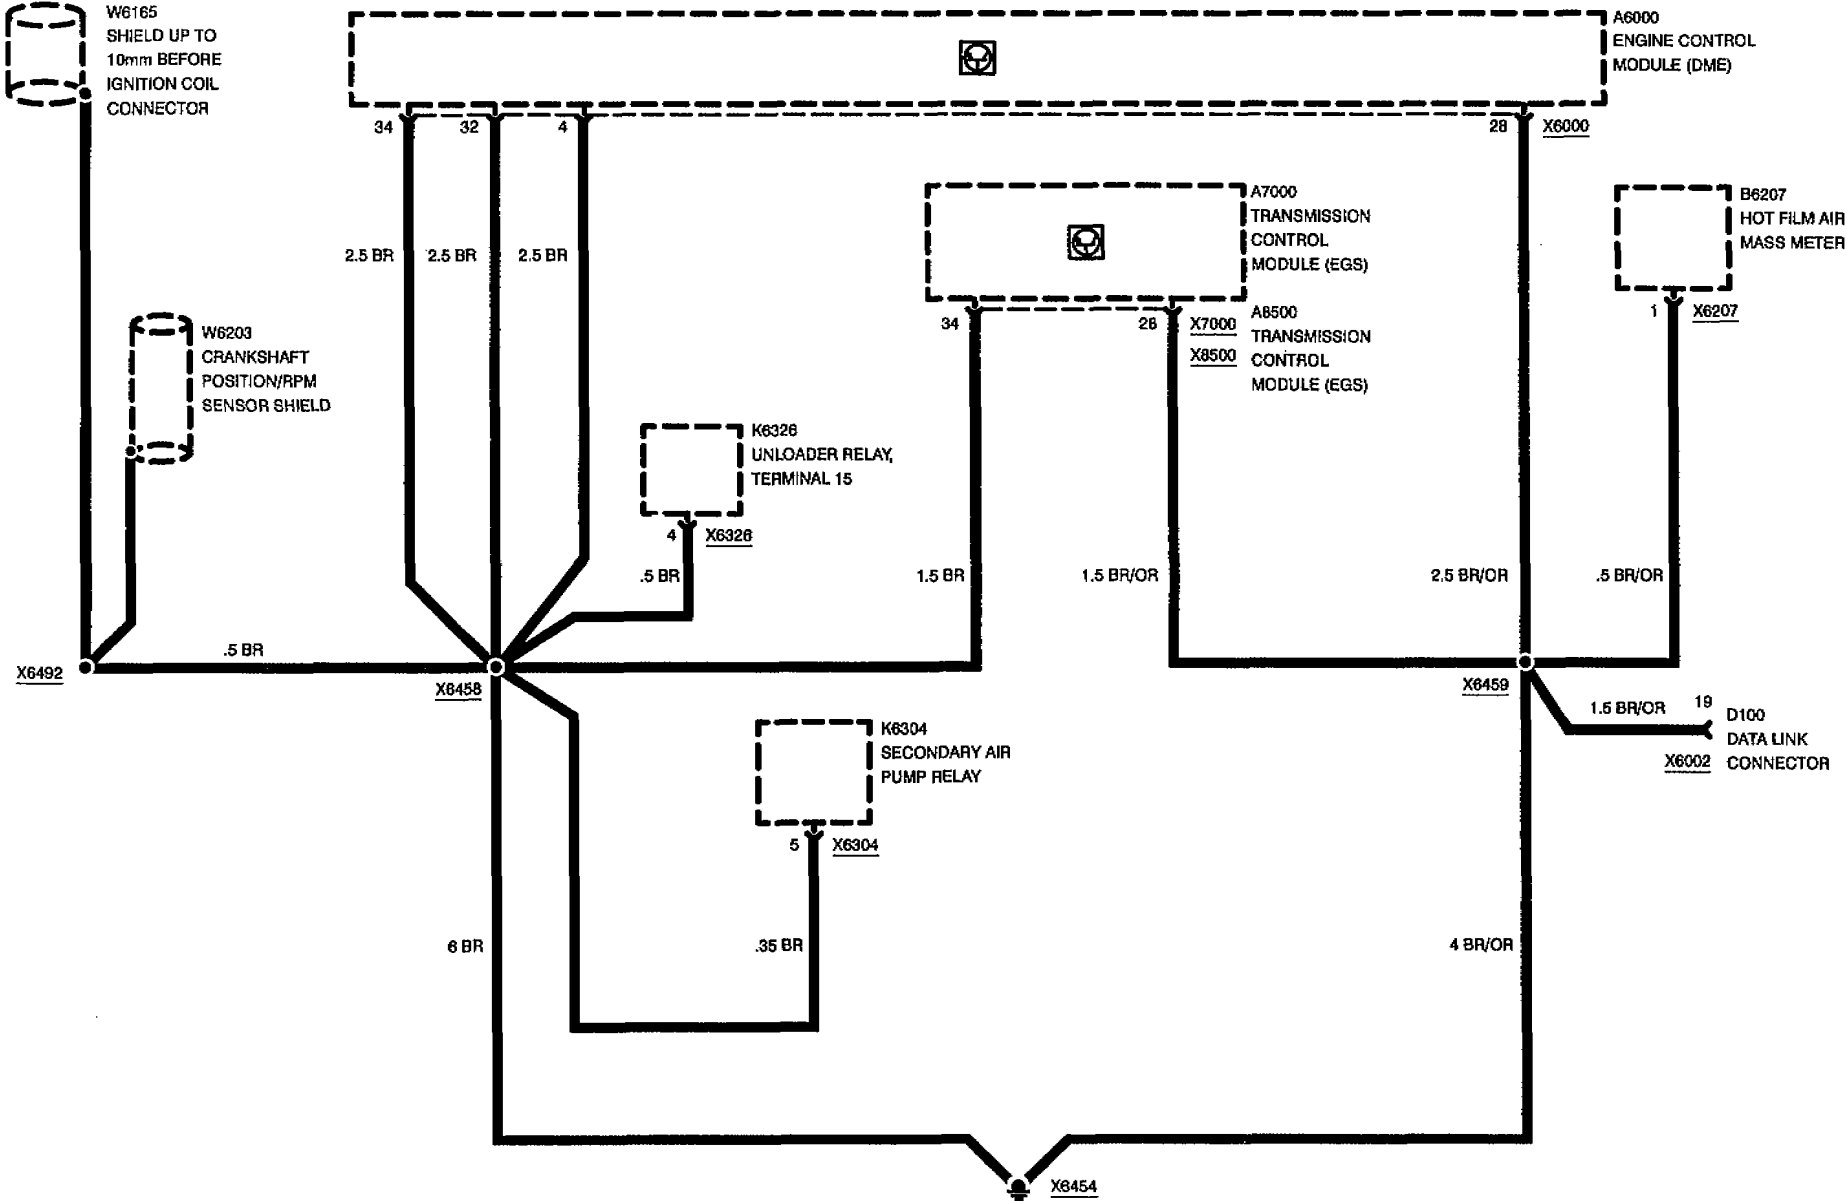 W6165
SHIELD UP TO
10mm BEFORE
IGNITION COIL
CONNECTOR
A6000
ENGINE CONTROL
MODULE (DME)
34
32
4
28
X6000
A7000
TRANSMISSION
CONTROL
MODULE (EGS)
B6207
HOT FILM AIR
MASS METER
2.5 BR
2.5 BR
2.5 BR
34
28
X7000
X8500
A8500
TRANSMISSION
CONTROL
MODULE (EGS)
1
X6207
W6203
CRANKSHAFT
POSITION/RPM
SENSOR SHIELD
K6326
UNLOADER RELAY,
TERMINAL 15
4
X6326
.5 BR
1.5 BR
1.5 BR/OR
2.5 BR/OR
.5 BR/OR
.5 BR
X6492
X6458
X6459
1.5 BR/OR
19
D100
DATA LINK
CONNECTOR
X6002
K6304
SECONDARY AIR
PUMP RELAY
5
X6304
6 BR
.35 BR
4 BR/OR
X6454